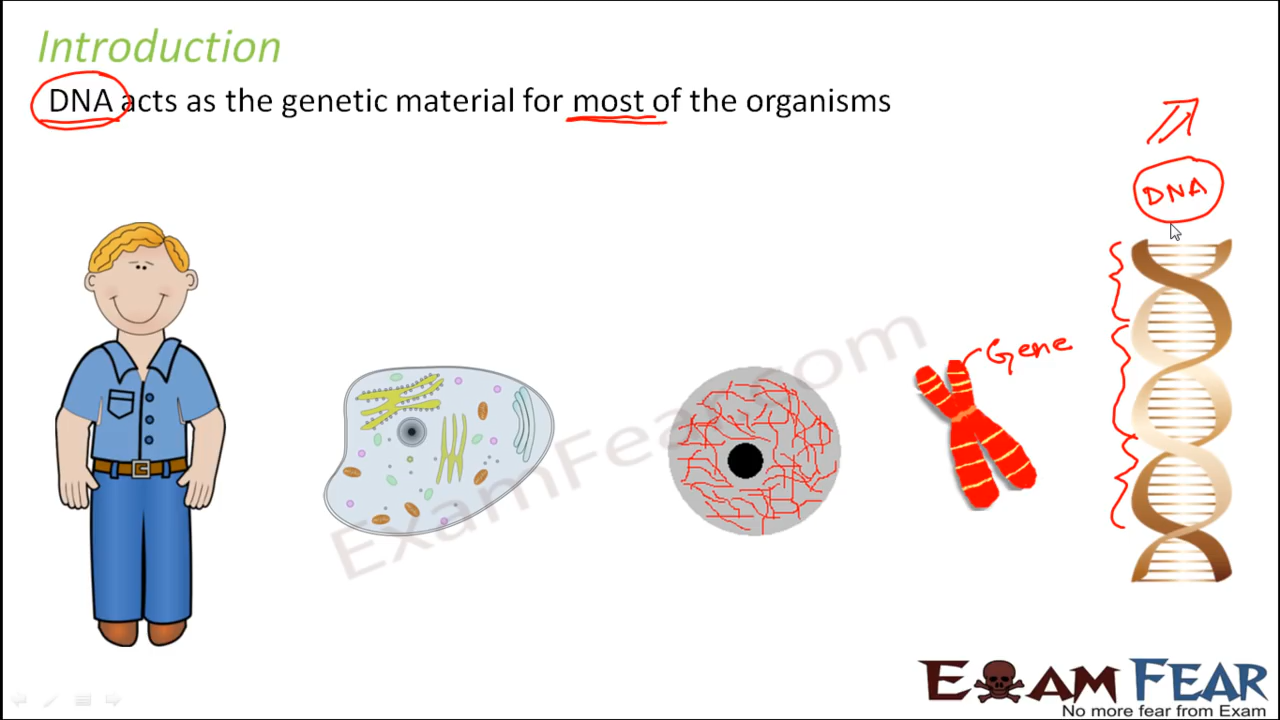 Introduction
DNA acts as the genetic material for most of the organisms
DNA
Gene
ExamFear.com
EXAM FEAR
No more fear from Exam